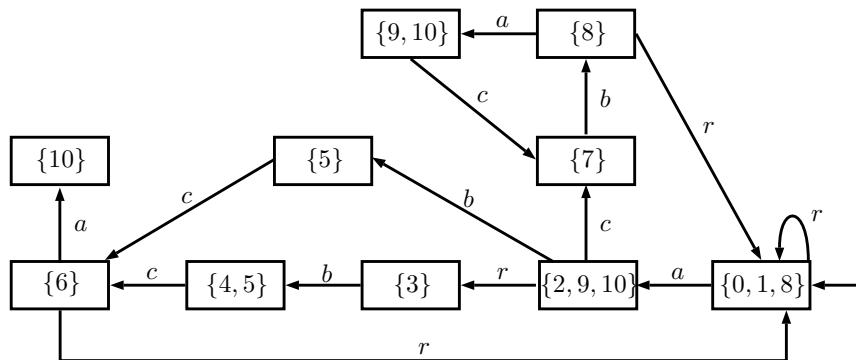 {9, 10} a {8}
c b r
{10} {5} {7}
a c b c r
{6} c {4, 5} b {3} r {2, 9, 10} a {0, 1, 8}
r